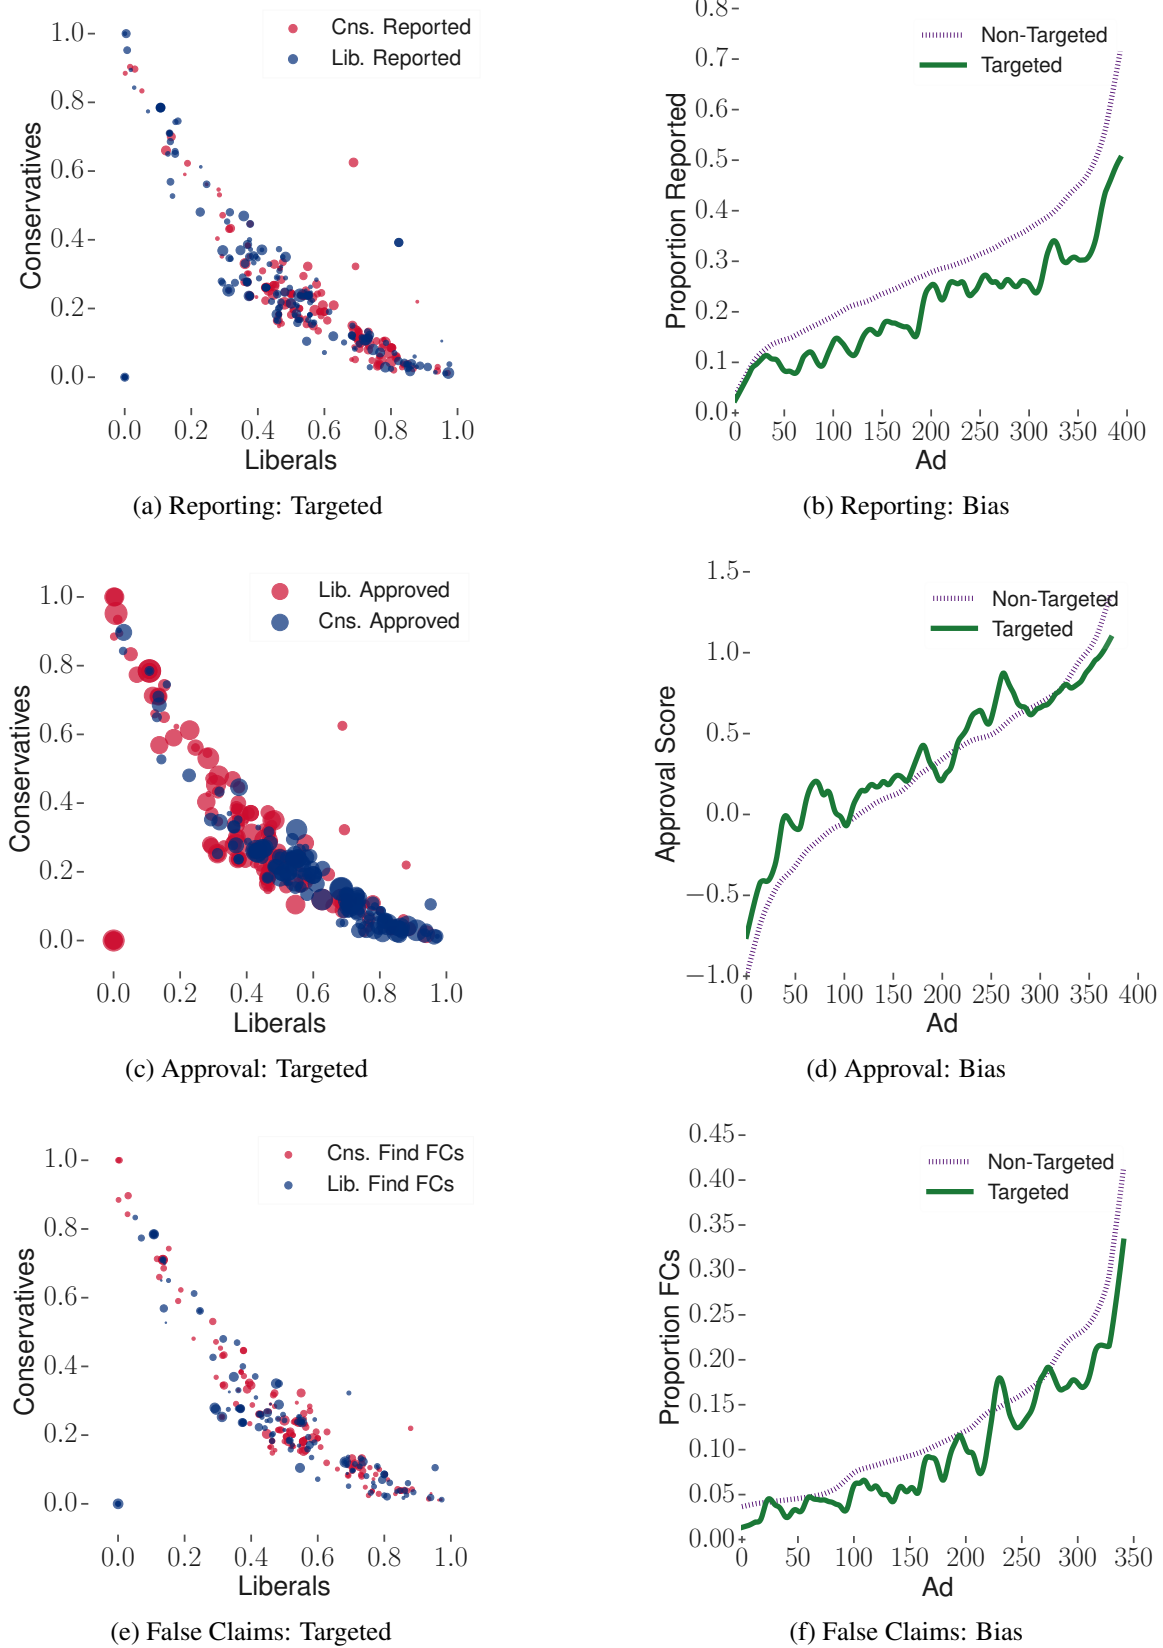 Cns. Reported
Lib. Reported
1.0
0.8
0.6
0.4
0.2
0.0
Conservatives
0.0 0.2 0.4 0.6 0.8 1.0
Liberals
(a) Reporting: Targeted
Non-Targeted
Targeted
0.8
0.7
0.6
0.5
0.4
0.3
0.2
0.1
0.0
Proportion Reported
0 50 100 150 200 250 300 350 400
Ad
(b) Reporting: Bias
Lib. Approved
Cns. Approved
1.0
0.8
0.6
0.4
0.2
0.0
Conservatives
0.0 0.2 0.4 0.6 0.8 1.0
Liberals
(c) Approval: Targeted
Non-Targeted
Targeted
1.5
1.0
0.5
0.0
−0.5
−1.0
Approval Score
0 50 100 150 200 250 300 350 400
Ad
(d) Approval: Bias
Cns. Find FCs
Lib. Find FCs
1.0
0.8
0.6
0.4
0.2
0.0
Conservatives
0.0 0.2 0.4 0.6 0.8 1.0
Liberals
(e) False Claims: Targeted
Non-Targeted
Targeted
0.45
0.40
0.35
0.30
0.25
0.20
0.15
0.10
0.05
0.00
Proportion FCs
0 50 100 150 200 250 300 350
Ad
(f) False Claims: Bias